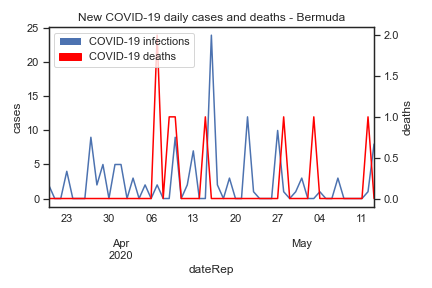 New COVID-19 daily cases and deaths - Bermuda
COVID-19 infections
COVID-19 deaths
cases
25
20
15
10
5
0
deaths
2.0
1.5
1.0
0.5
0.0
23 30 06 13 20 27 04 11
Apr May
2020
dateRep